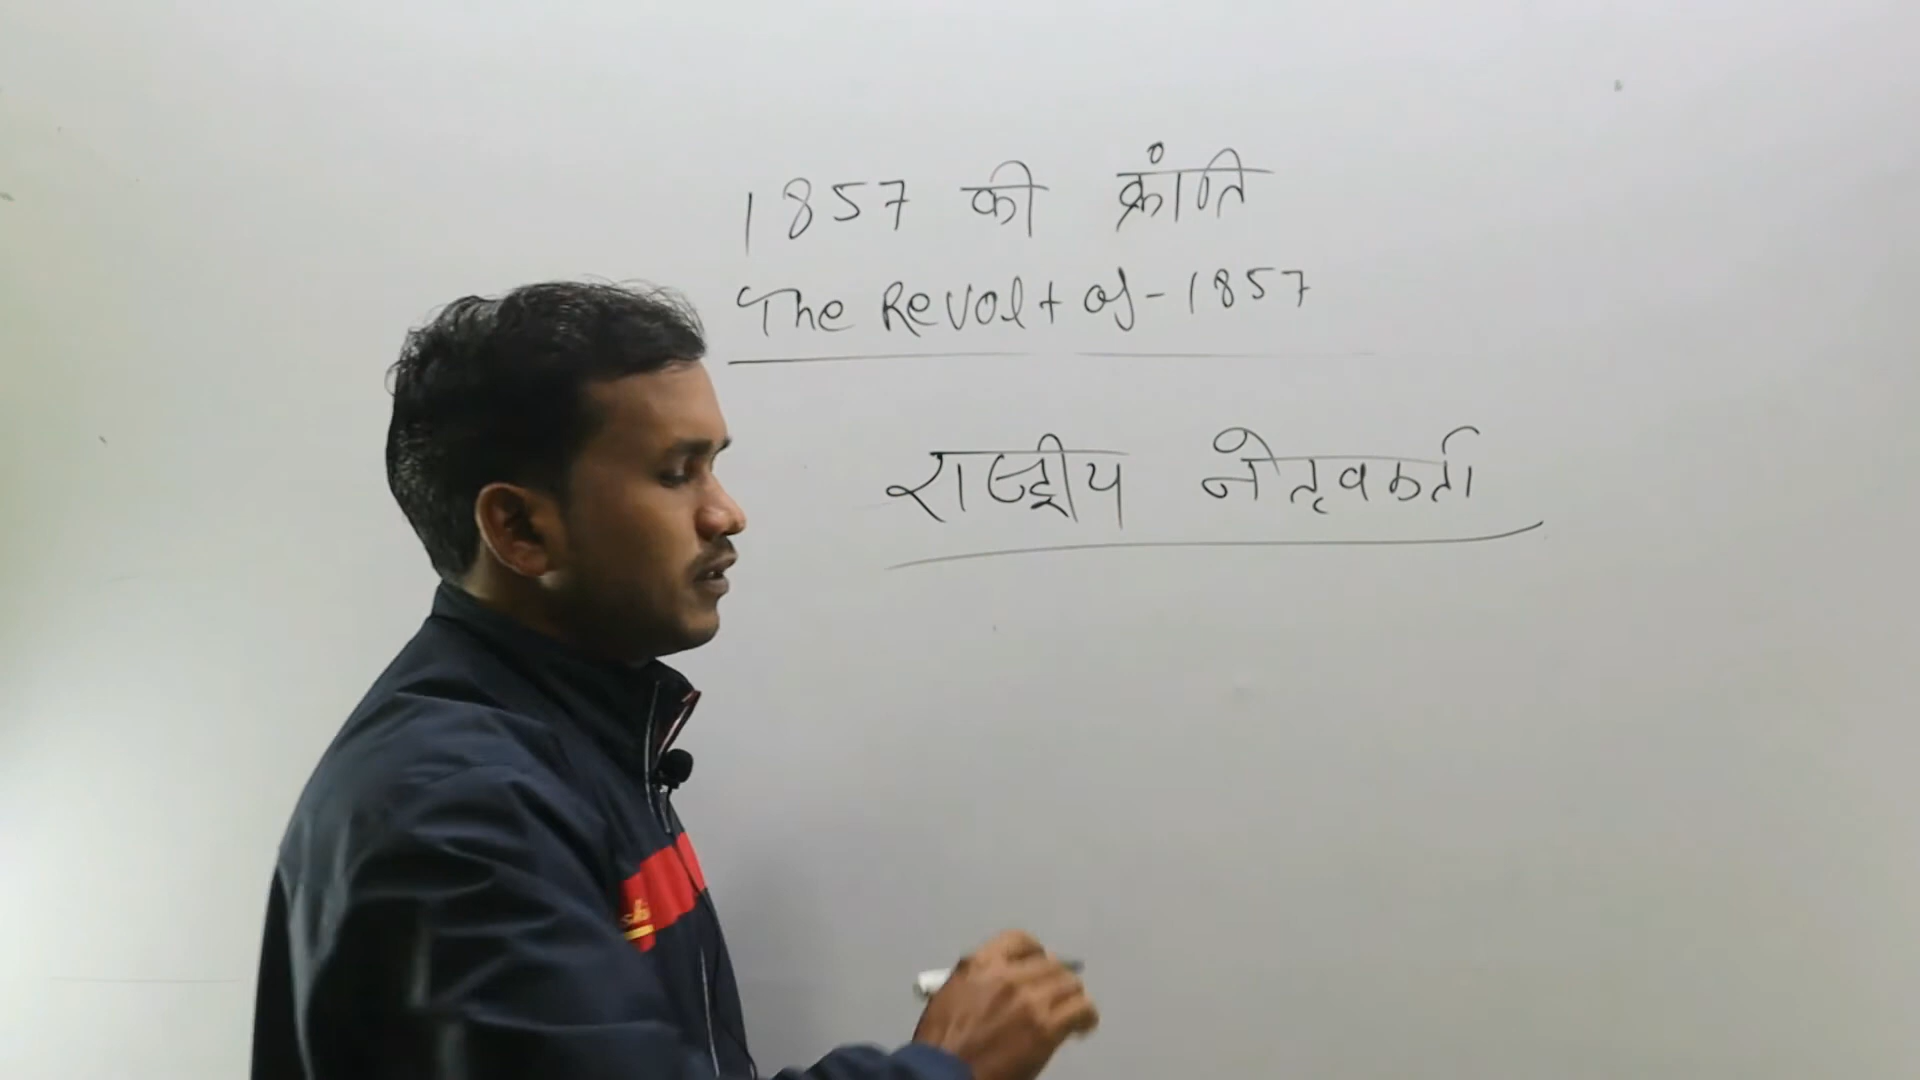 1857 की क्रांति
The Revolt of - 1857
राष्ट्रीय नेतृवकर्ता